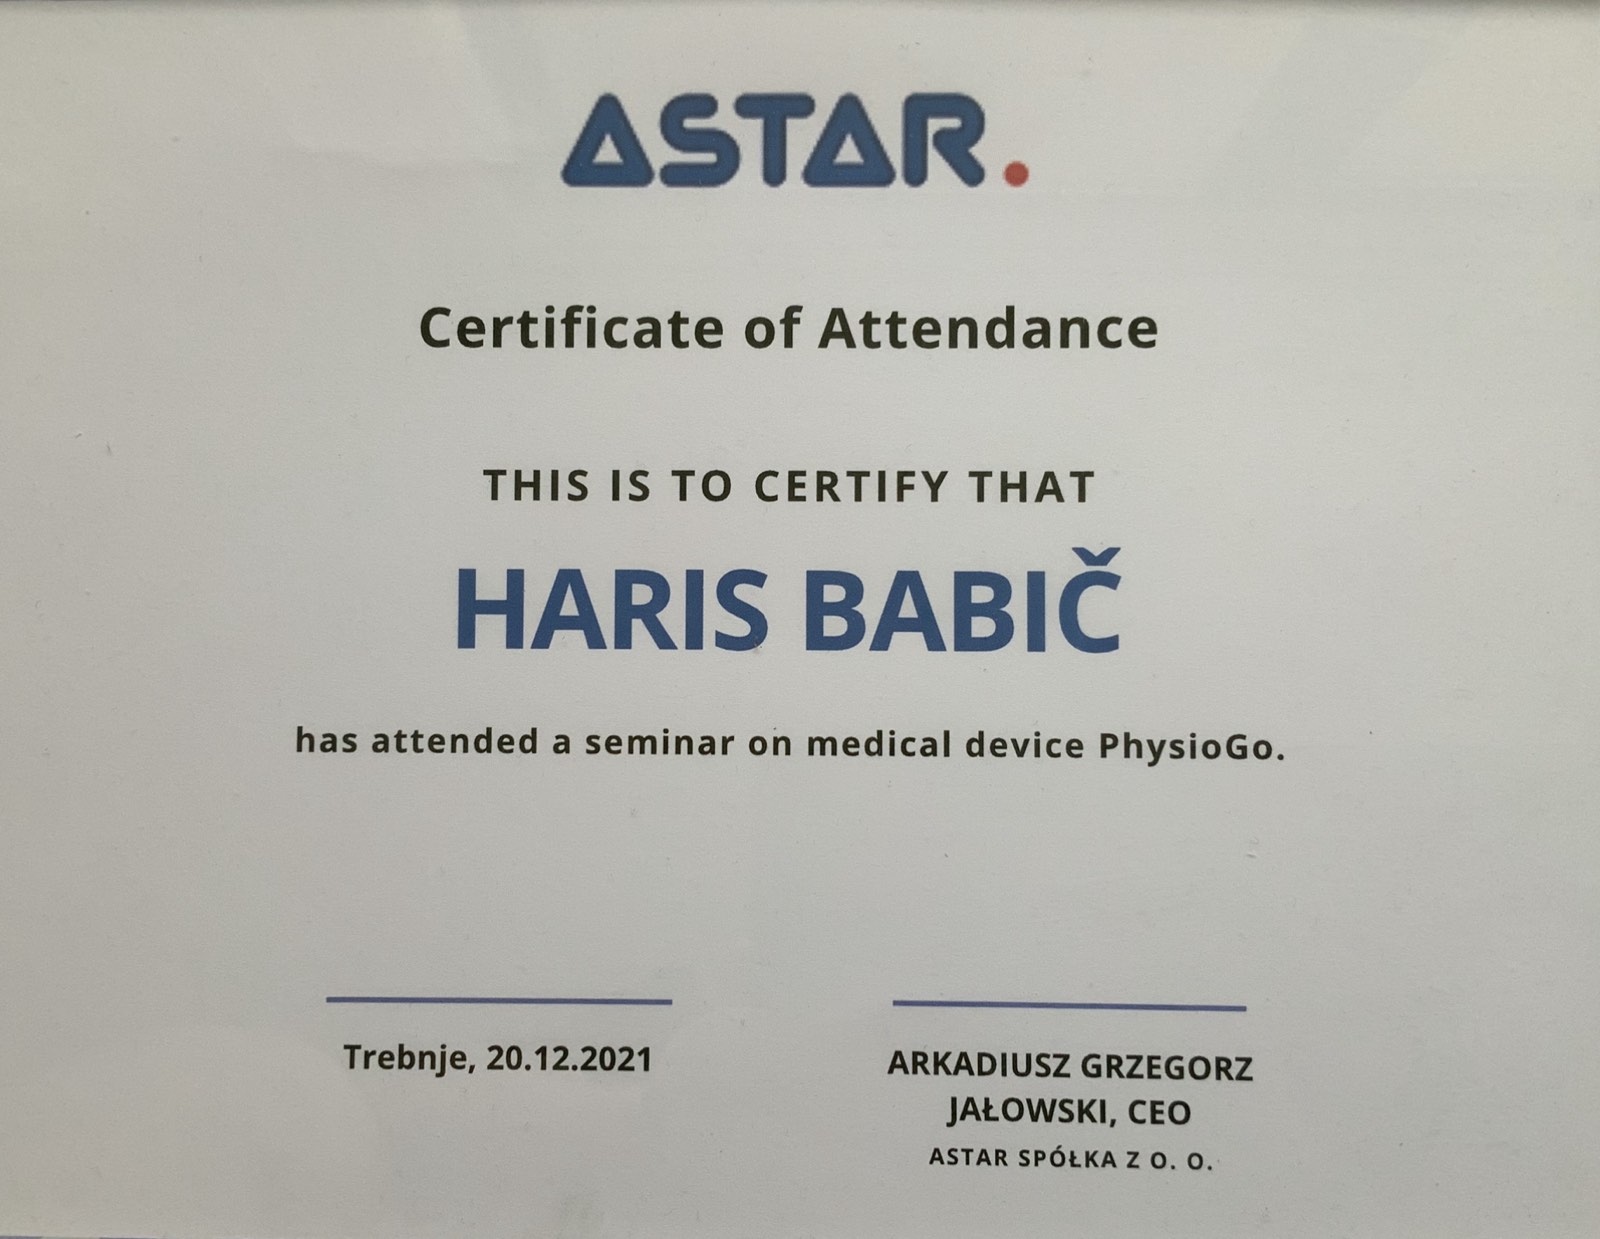 ASTAR.
Certificate of Attendance
THIS IS TO CERTIFY THAT
HARIS BABIČ
has attended a seminar on medical device PhysioGo.
Trebnje, 20.12.2021
ARKADIUSZ GRZEGORZ
JAŁOWSKI, CEO
ASTAR SPÓŁKA Z O. O.